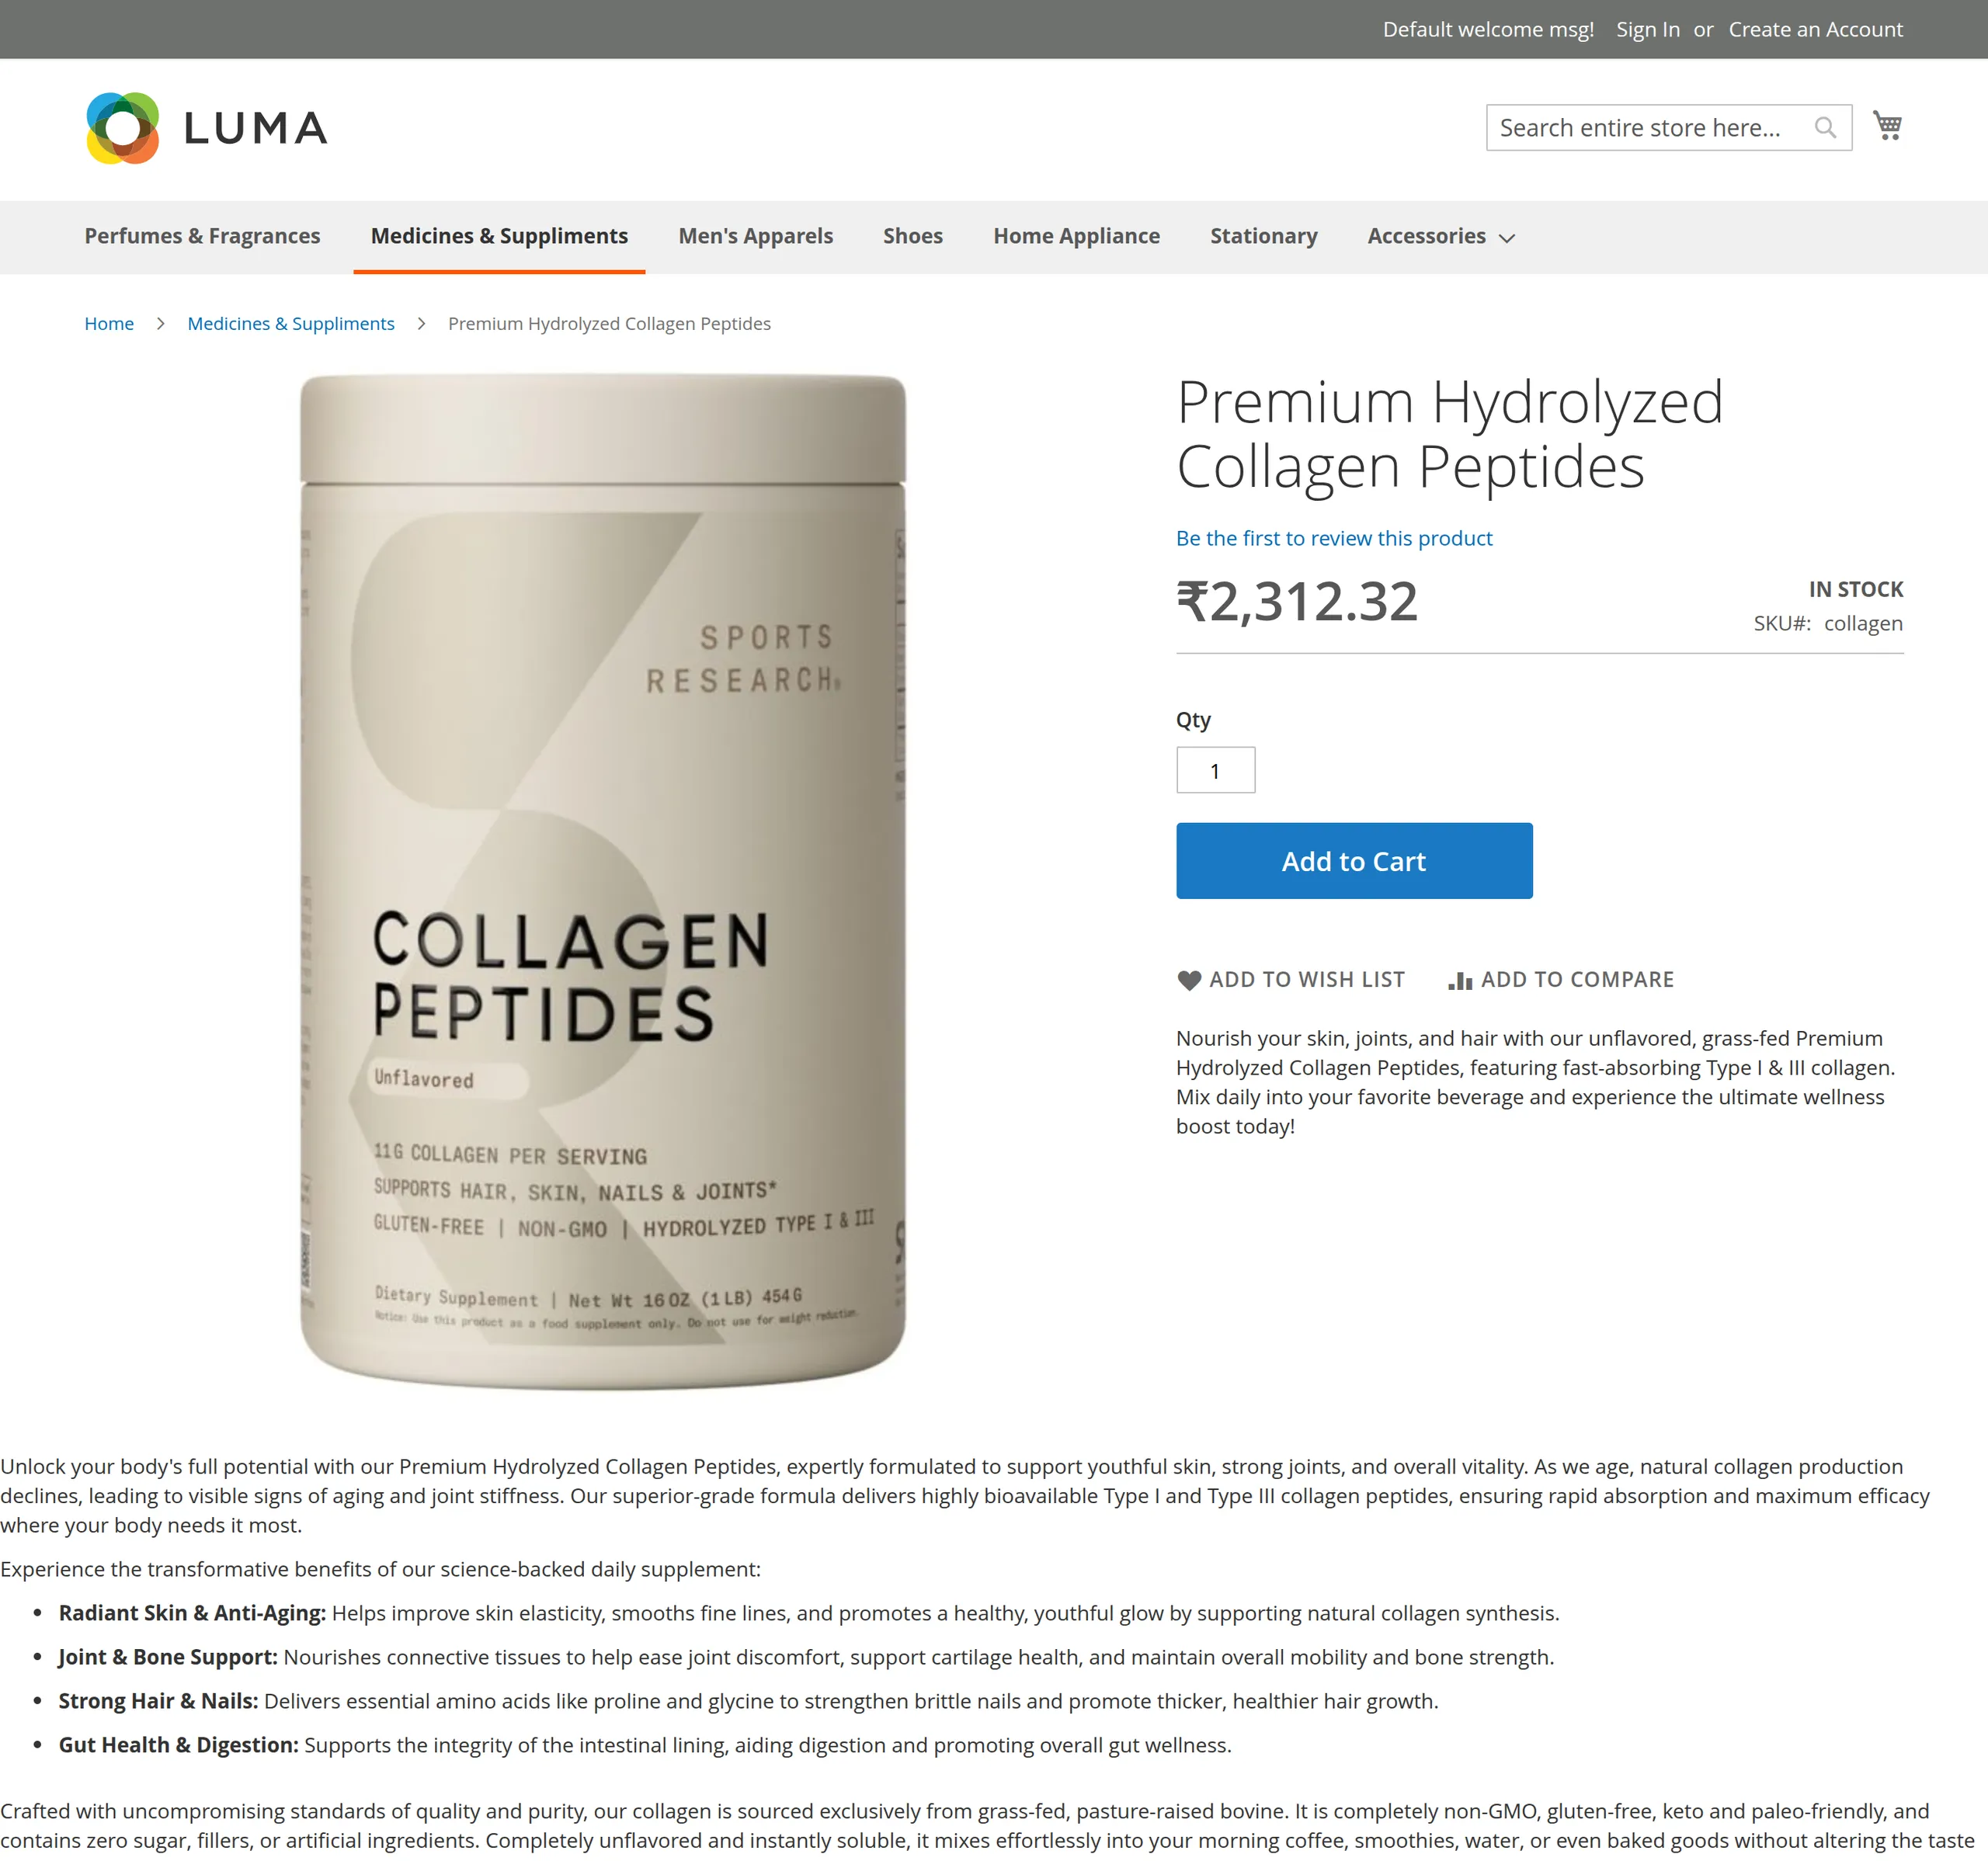 Default welcome msg! Sign In or Create an Account
LUMA
Search entire store here...
Perfumes & Fragrances Medicines & Suppliments Men's Apparels Shoes Home Appliance Stationary Accessories
Home > Medicines & Suppliments > Premium Hydrolyzed Collagen Peptides
SPORTS
RESEARCH®
COLLAGEN
PEPTIDES
Unflavored
11G COLLAGEN PER SERVING
SUPPORTS HAIR, SKIN, NAILS & JOINTS*
GLUTEN-FREE | NON-GMO | HYDROLYZED TYPE I & III
Dietary Supplement | Net Wt 16 OZ (1 LB) 454 G
Notice: Use this product as a food supplement only. Do not use for weight reduction.
Premium Hydrolyzed
Collagen Peptides
Be the first to review this product
₹2,312.32
IN STOCK
SKU#: collagen
Qty
1
Add to Cart
ADD TO WISH LIST ADD TO COMPARE
Nourish your skin, joints, and hair with our unflavored, grass-fed Premium
Hydrolyzed Collagen Peptides, featuring fast-absorbing Type I & III collagen.
Mix daily into your favorite beverage and experience the ultimate wellness
boost today!
Unlock your body's full potential with our Premium Hydrolyzed Collagen Peptides, expertly formulated to support youthful skin, strong joints, and overall vitality. As we age, natural collagen production
declines, leading to visible signs of aging and joint stiffness. Our superior-grade formula delivers highly bioavailable Type I and Type III collagen peptides, ensuring rapid absorption and maximum efficacy
where your body needs it most.
Experience the transformative benefits of our science-backed daily supplement:
• Radiant Skin & Anti-Aging: Helps improve skin elasticity, smooths fine lines, and promotes a healthy, youthful glow by supporting natural collagen synthesis.
• Joint & Bone Support: Nourishes connective tissues to help ease joint discomfort, support cartilage health, and maintain overall mobility and bone strength.
• Strong Hair & Nails: Delivers essential amino acids like proline and glycine to strengthen brittle nails and promote thicker, healthier hair growth.
• Gut Health & Digestion: Supports the integrity of the intestinal lining, aiding digestion and promoting overall gut wellness.
Crafted with uncompromising standards of quality and purity, our collagen is sourced exclusively from grass-fed, pasture-raised bovine. It is completely non-GMO, gluten-free, keto and paleo-friendly, and
contains zero sugar, fillers, or artificial ingredients. Completely unflavored and instantly soluble, it mixes effortlessly into your morning coffee, smoothies, water, or even baked goods without altering the taste